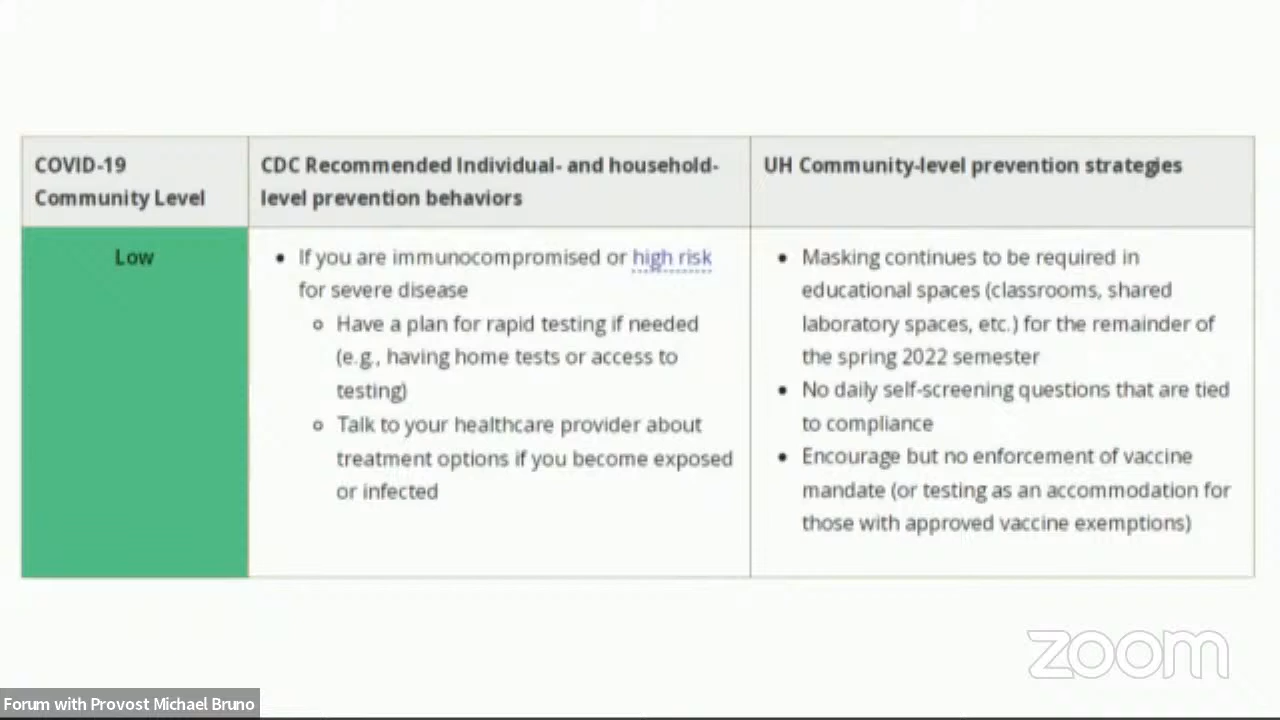 COVID-19
Community Level
CDC Recommended Individual- and household-
level prevention behaviors
UH Community-level prevention strategies
Low
• If you are immunocompromised or high risk
for severe disease
o Have a plan for rapid testing if needed
(e.g., having home tests or access to
testing)
o Talk to your healthcare provider about
treatment options if you become exposed
or infected
• Masking continues to be required in
educational spaces (classrooms, shared
laboratory spaces, etc.) for the remainder of
the spring 2022 semester
• No daily self-screening questions that are tied
to compliance
• Encourage but no enforcement of vaccine
mandate (or testing as an accommodation for
those with approved vaccine exemptions)
zoom
Forum with Provost Michael Bruno